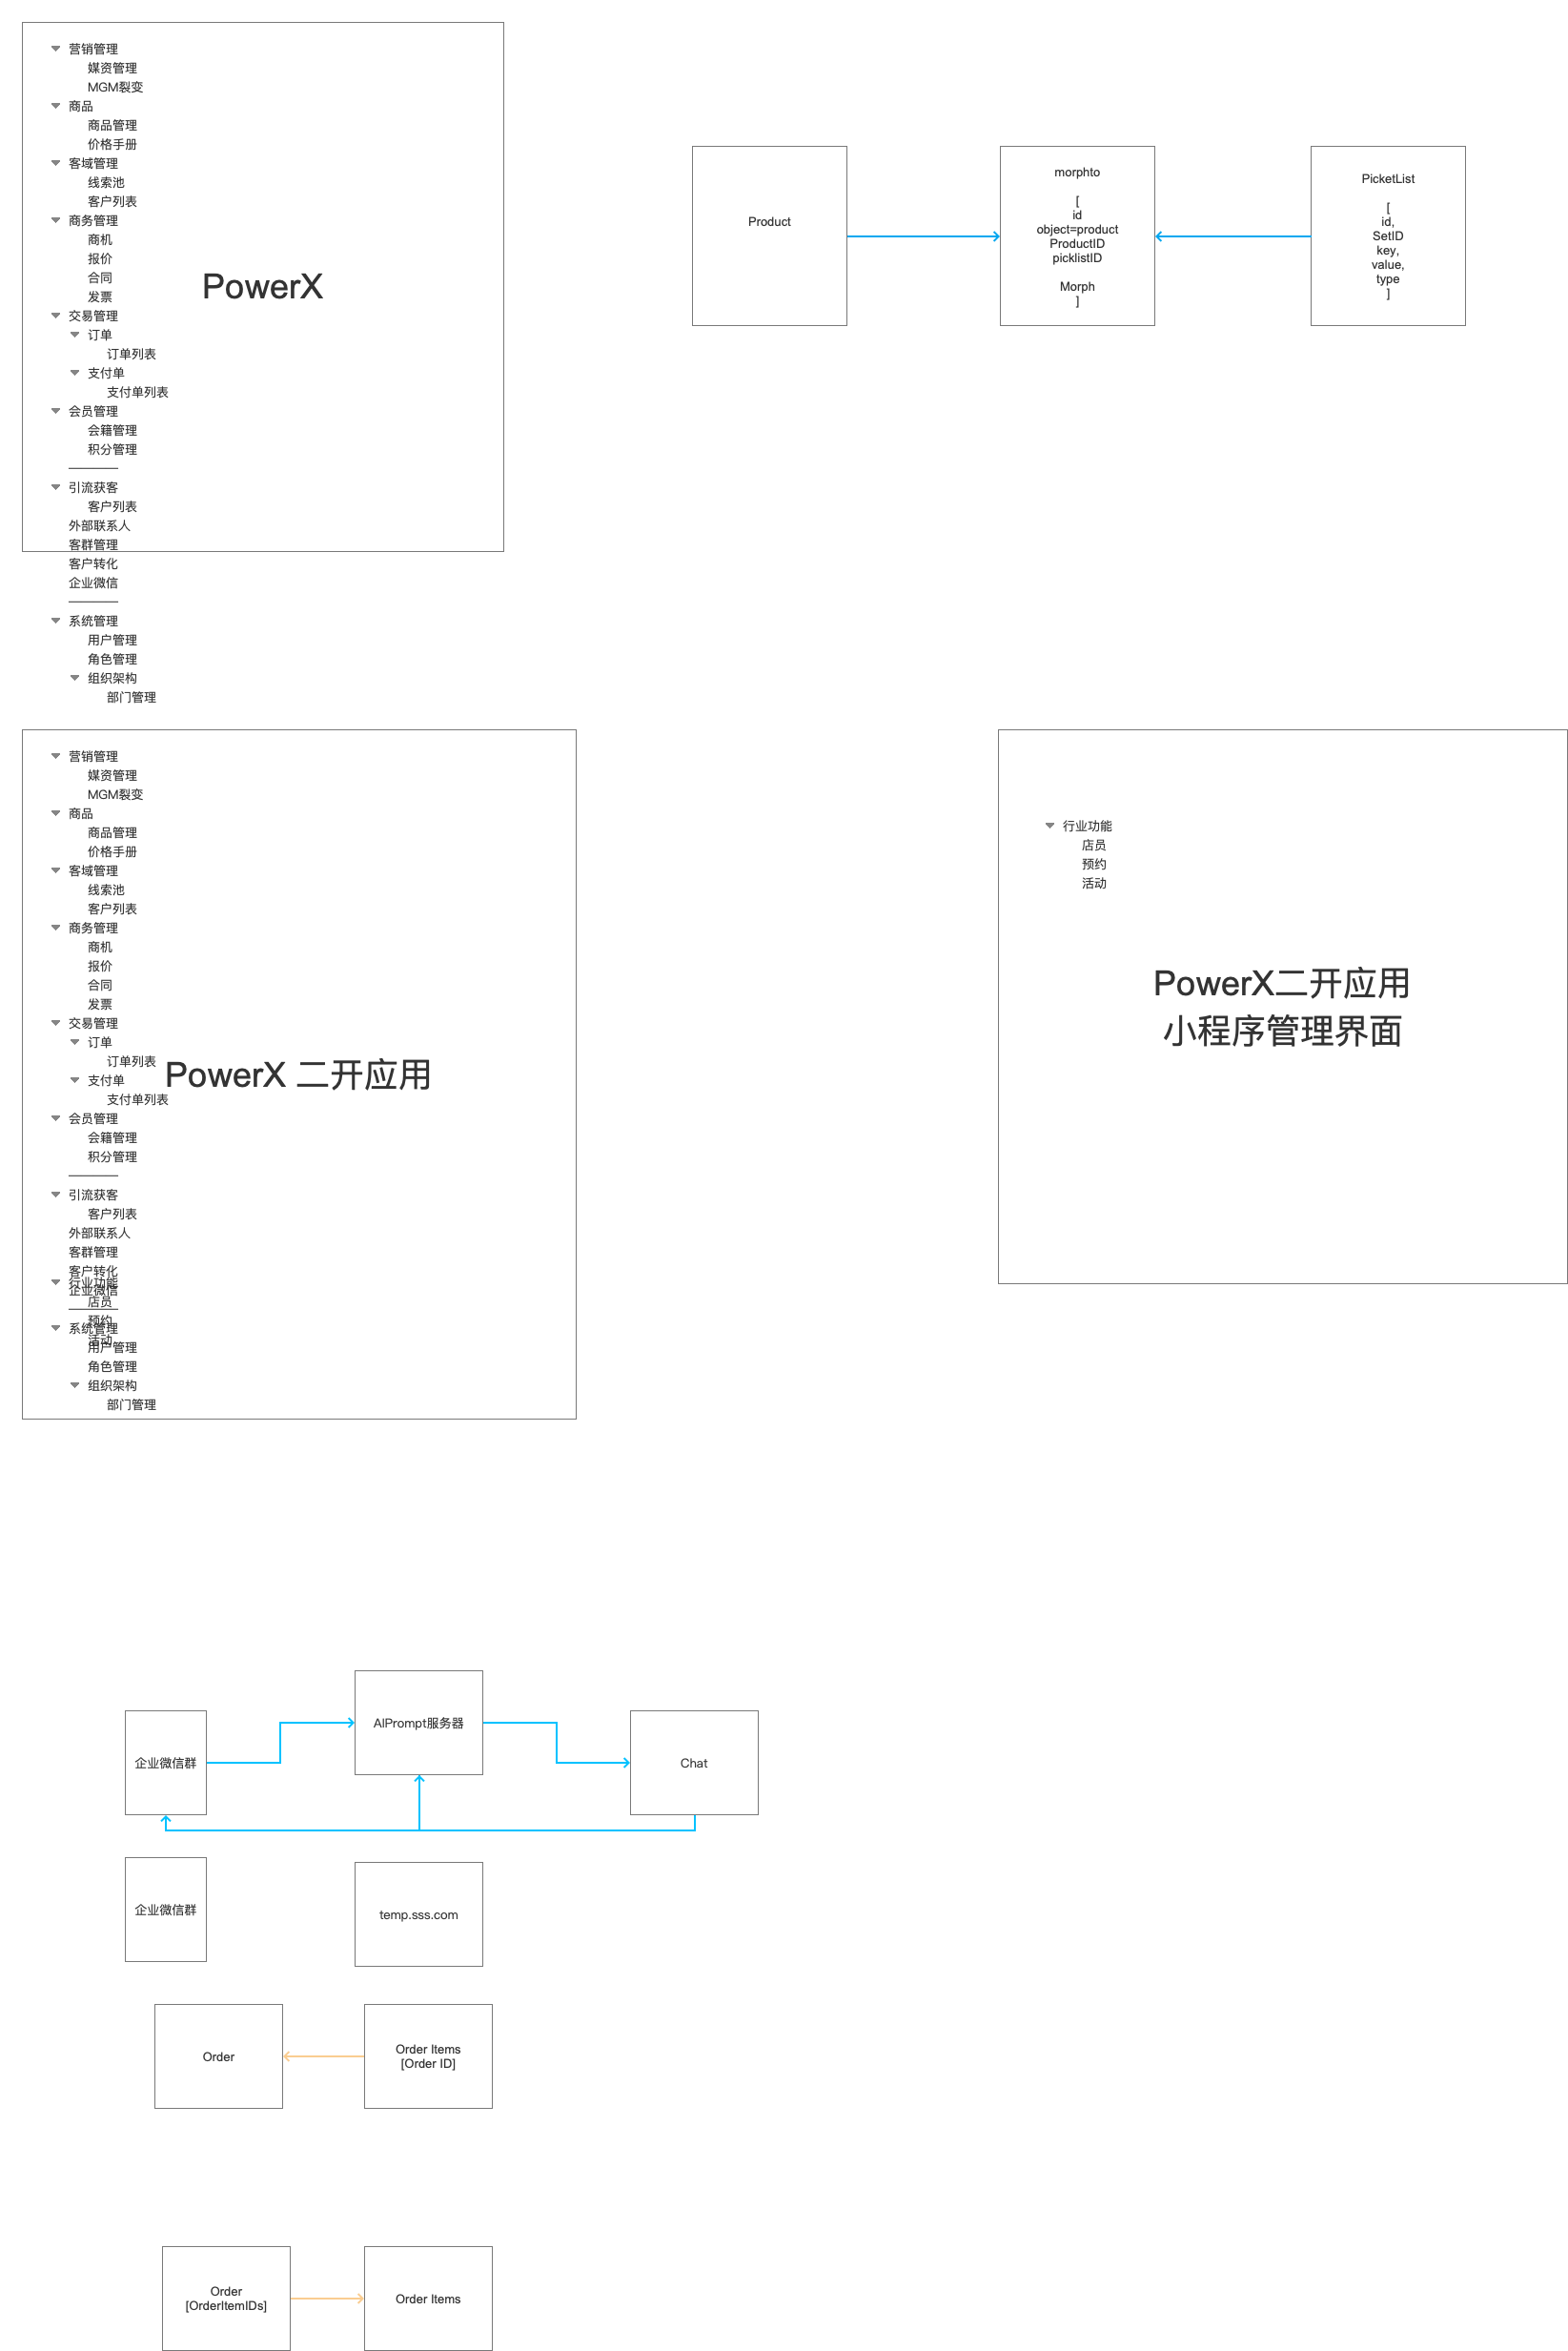 营销管理
媒资管理
MGM裂变
商品
商品管理
价格手册
客域管理
线索池
客户列表
商务管理
商机
报价
合同
发票
交易管理
订单
订单列表
支付单
支付单列表
会员管理
会籍管理
积分管理
————
引流获客
客户列表
外部联系人
客群管理
客户转化
企业微信
————
系统管理
用户管理
角色管理
组织架构
部门管理
PowerX
Product
morphto
[
id
object=product
ProductID
picklistID
Morph
]
PicketList
[
id,
SetID
key,
value,
type
]
营销管理
媒资管理
MGM裂变
商品
商品管理
价格手册
客域管理
线索池
客户列表
商务管理
商机
报价
合同
发票
交易管理
订单
订单列表
支付单
支付单列表
会员管理
会籍管理
积分管理
————
引流获客
客户列表
外部联系人
客群管理
客户转化
企业微信
————
系统管理
用户管理
角色管理
组织架构
部门管理
行业功能
店员
预约
活动
PowerX 二开应用
行业功能
店员
预约
活动
PowerX二开应用
小程序管理界面
企业微信群
AIPrompt服务器
Chat
企业微信群
temp.sss.com
Order
Order Items
[Order ID]
Order
[OrderItemIDs]
Order Items